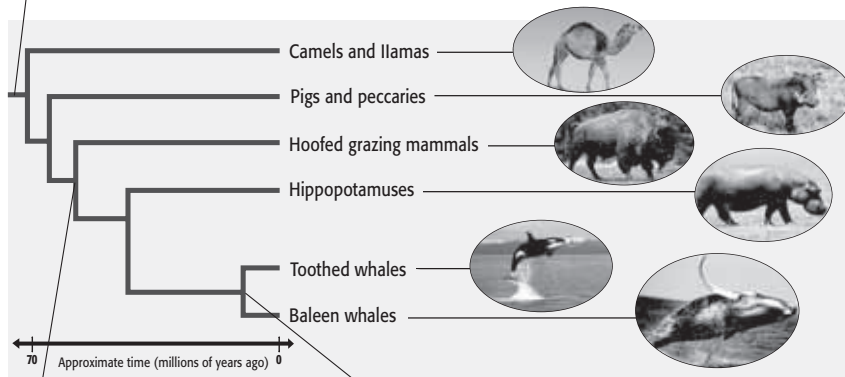 Camels and IIamas
Pigs and peccaries
Hoofed grazing mammals
Hippopotamuses
Toothed whales
Baleen whales
70 Approximate time (millions of years ago) 0